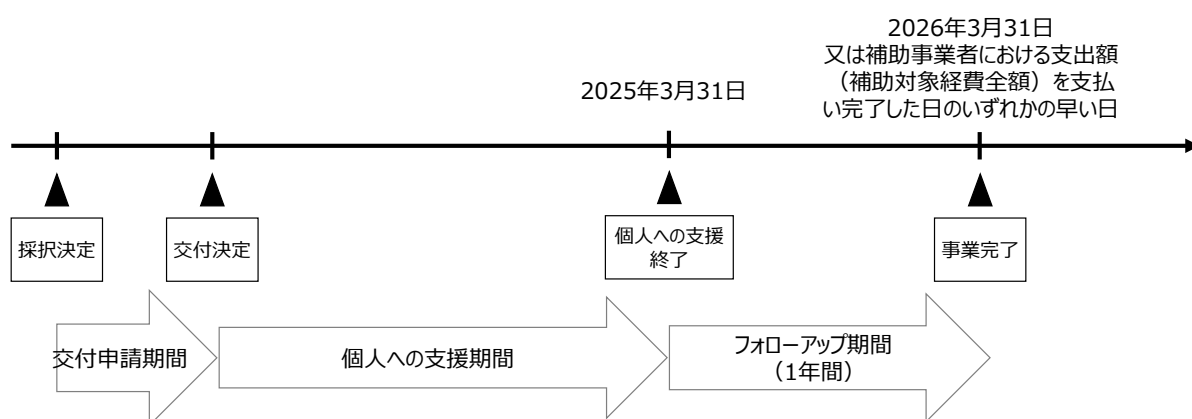 2026年3月31日
又は補助事業者における支出額
（補助対象経費全額）を支払
い完了した日のいずれかの早い日
2025年3月31日
採択決定
交付決定
個人への支援
終了
事業完了
交付申請期間
個人への支援期間
フォローアップ期間
（1年間）